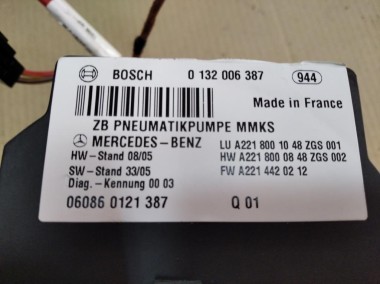 BOSCH 0 132 006 387 944
Made in France
ZB PNEUMATIKPUMPE MMKS
MERCEDES-BENZ LU A221 800 10 48 ZGS 001
HW-Stand 08/05 HW A221 800 08 48 ZGS 002
SW-Stand 33/05 FW A221 442 02 12
Diag.-Kennung 00 03
06086 0121 387 Q 01